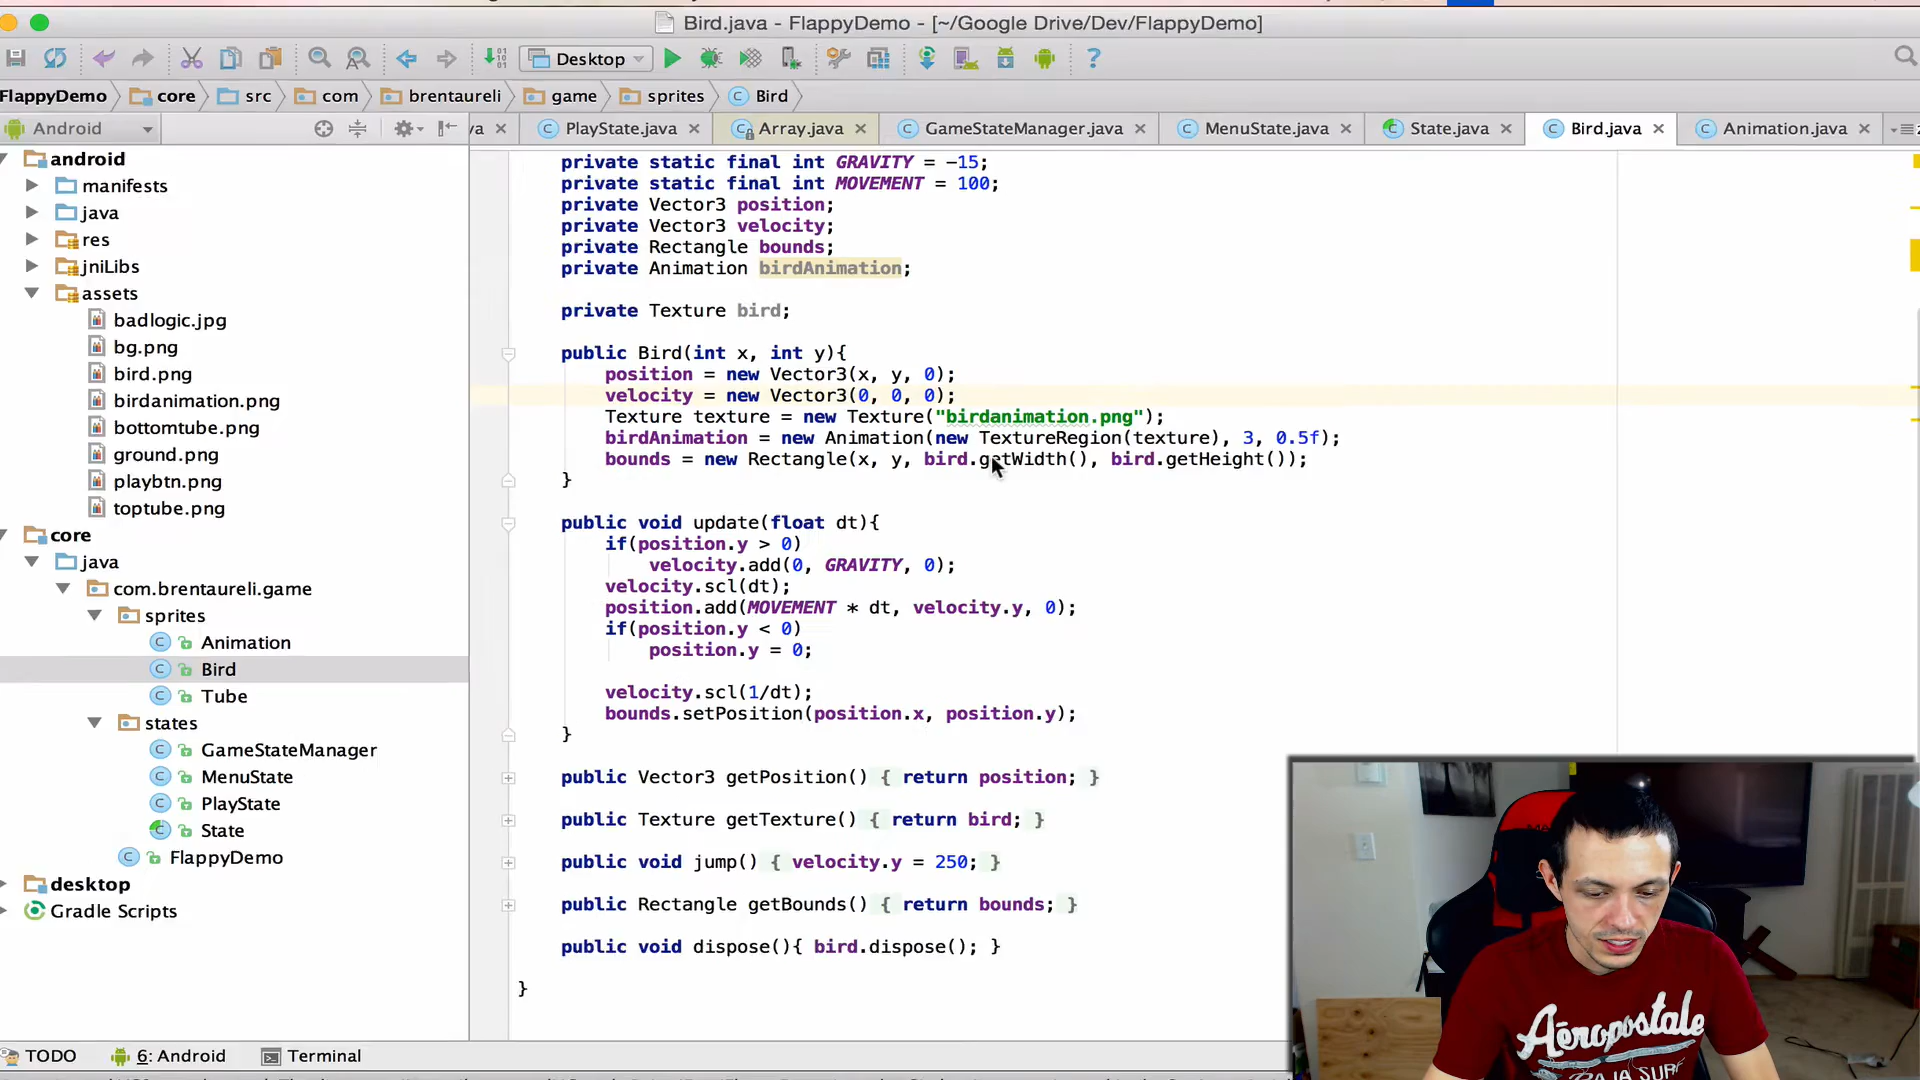 Bird.java – FlappyDemo – [~/Google Drive/Dev/FlappyDemo]
Desktop
FlappyDemo core src com brentaureli game sprites Bird
Android
va PlayState.java Array.java GameStateManager.java MenuState.java State.java Bird.java Animation.java
android
manifests
java
res
jniLibs
assets
badlogic.jpg
bg.png
bird.png
birdanimation.png
bottomtube.png
ground.png
playbtn.png
toptube.png
core
java
com.brentaureli.game
sprites
Animation
Bird
Tube
states
GameStateManager
MenuState
PlayState
State
FlappyDemo
desktop
Gradle Scripts
private static final int GRAVITY = -15;
private static final int MOVEMENT = 100;
private Vector3 position;
private Vector3 velocity;
private Rectangle bounds;
private Animation birdAnimation;
private Texture bird;
public Bird(int x, int y){
position = new Vector3(x, y, 0);
velocity = new Vector3(0, 0, 0);
Texture texture = new Texture("birdanimation.png");
birdAnimation = new Animation(new TextureRegion(texture), 3, 0.5f);
bounds = new Rectangle(x, y, bird.getWidth(), bird.getHeight());
}
public void update(float dt){
if(position.y > 0)
velocity.add(0, GRAVITY, 0);
velocity.scl(dt);
position.add(MOVEMENT * dt, velocity.y, 0);
if(position.y < 0)
position.y = 0;
velocity.scl(1/dt);
bounds.setPosition(position.x, position.y);
}
public Vector3 getPosition() { return position; }
public Texture getTexture() { return bird; }
public void jump() { velocity.y = 250; }
public Rectangle getBounds() { return bounds; }
public void dispose(){ bird.dispose(); }
}
TODO 6: Android Terminal
Aéropostale